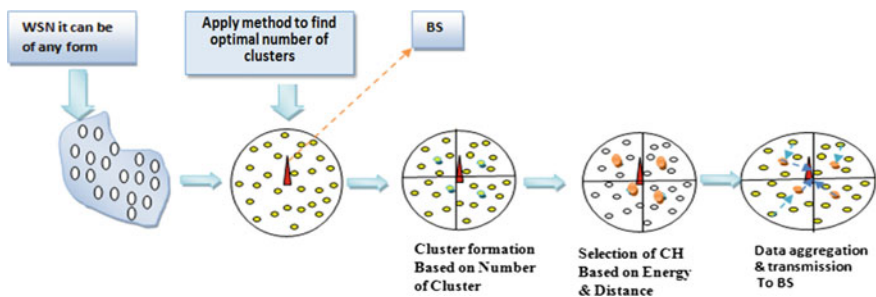 WSN it can be
of any form
Apply method to find
optimal number of
clusters
BS
Cluster formation
Based on Number
of Cluster
Selection of CH
Based on Energy
& Distance
Data aggregation
& transmission
To BS